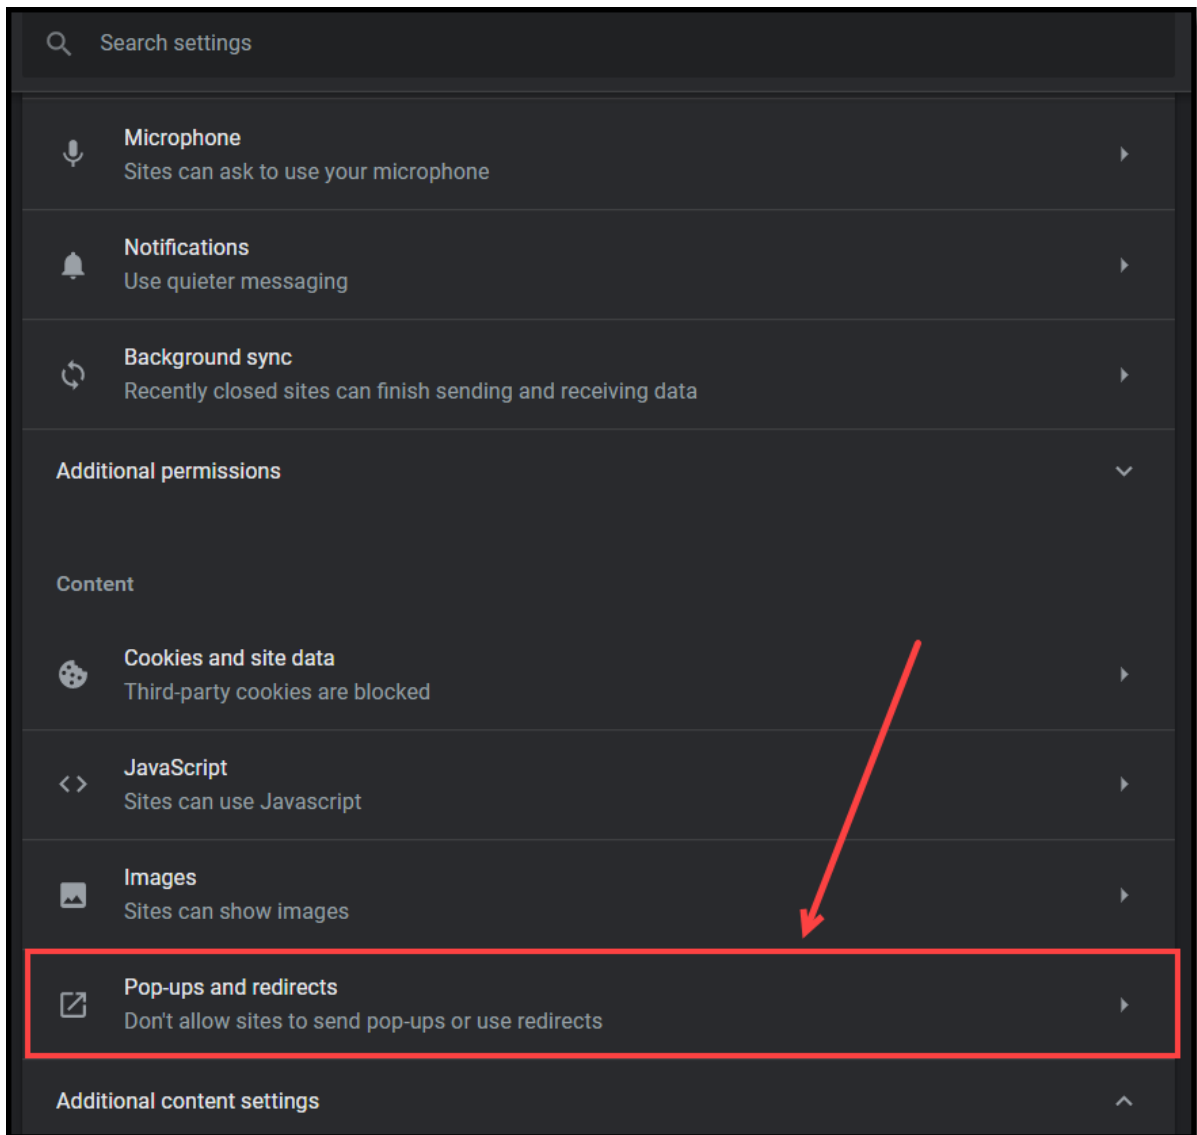 Search settings
Microphone
Sites can ask to use your microphone
Notifications
Use quieter messaging
Background sync
Recently closed sites can finish sending and receiving data
Additional permissions
Content
Cookies and site data
Third-party cookies are blocked
JavaScript
Sites can use Javascript
Images
Sites can show images
Pop-ups and redirects
Don't allow sites to send pop-ups or use redirects
Additional content settings